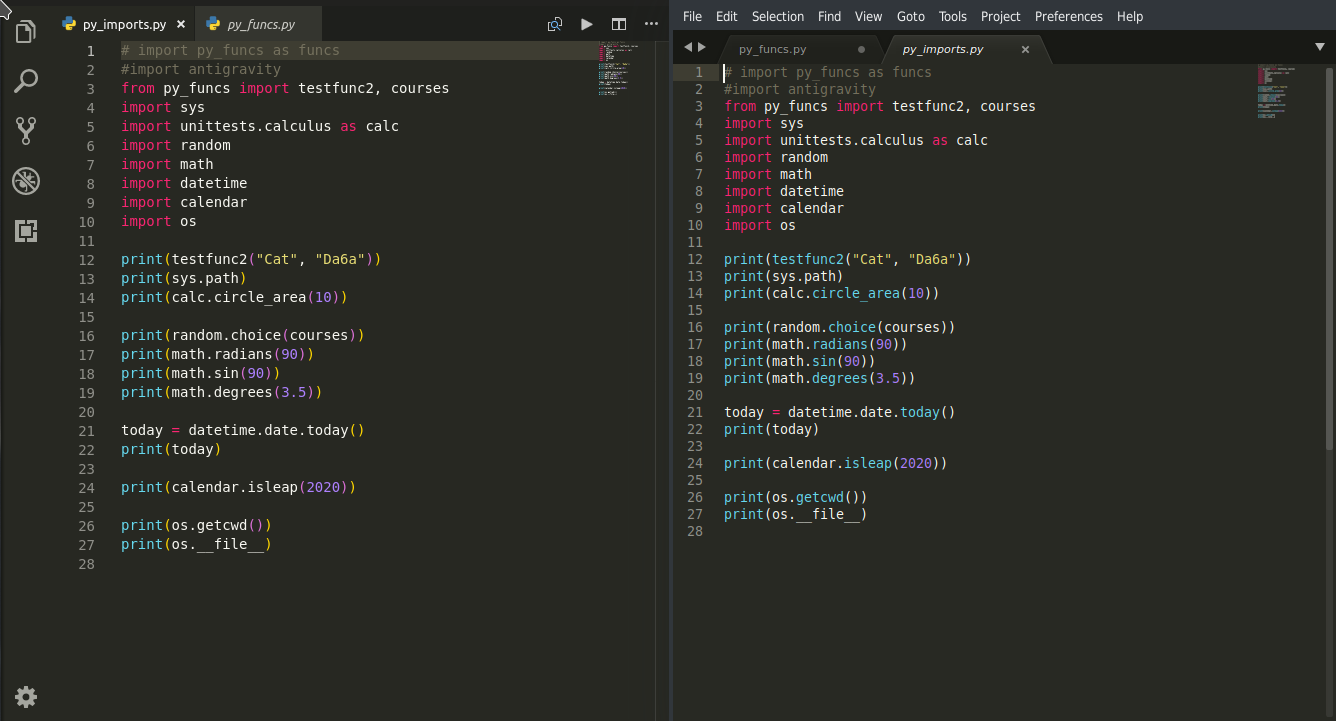 py_imports.py × py_funcs.py
1 # import py_funcs as funcs
2 #import antigravity
3 from py_funcs import testfunc2, courses
4 import sys
5 import unittests.calculus as calc
6 import random
7 import math
8 import datetime
9 import calendar
10 import os
11
12 print(testfunc2("Cat", "Da6a"))
13 print(sys.path)
14 print(calc.circle_area(10))
15
16 print(random.choice(courses))
17 print(math.radians(90))
18 print(math.sin(90))
19 print(math.degrees(3.5))
20
21 today = datetime.date.today()
22 print(today)
23
24 print(calendar.isleap(2020))
25
26 print(os.getcwd())
27 print(os.__file__)
28
File Edit Selection Find View Goto Tools Project Preferences Help
py_funcs.py py_imports.py ×
1 # import py_funcs as funcs
2 #import antigravity
3 from py_funcs import testfunc2, courses
4 import sys
5 import unittests.calculus as calc
6 import random
7 import math
8 import datetime
9 import calendar
10 import os
11
12 print(testfunc2("Cat", "Da6a"))
13 print(sys.path)
14 print(calc.circle_area(10))
15
16 print(random.choice(courses))
17 print(math.radians(90))
18 print(math.sin(90))
19 print(math.degrees(3.5))
20
21 today = datetime.date.today()
22 print(today)
23
24 print(calendar.isleap(2020))
25
26 print(os.getcwd())
27 print(os.__file__)
28